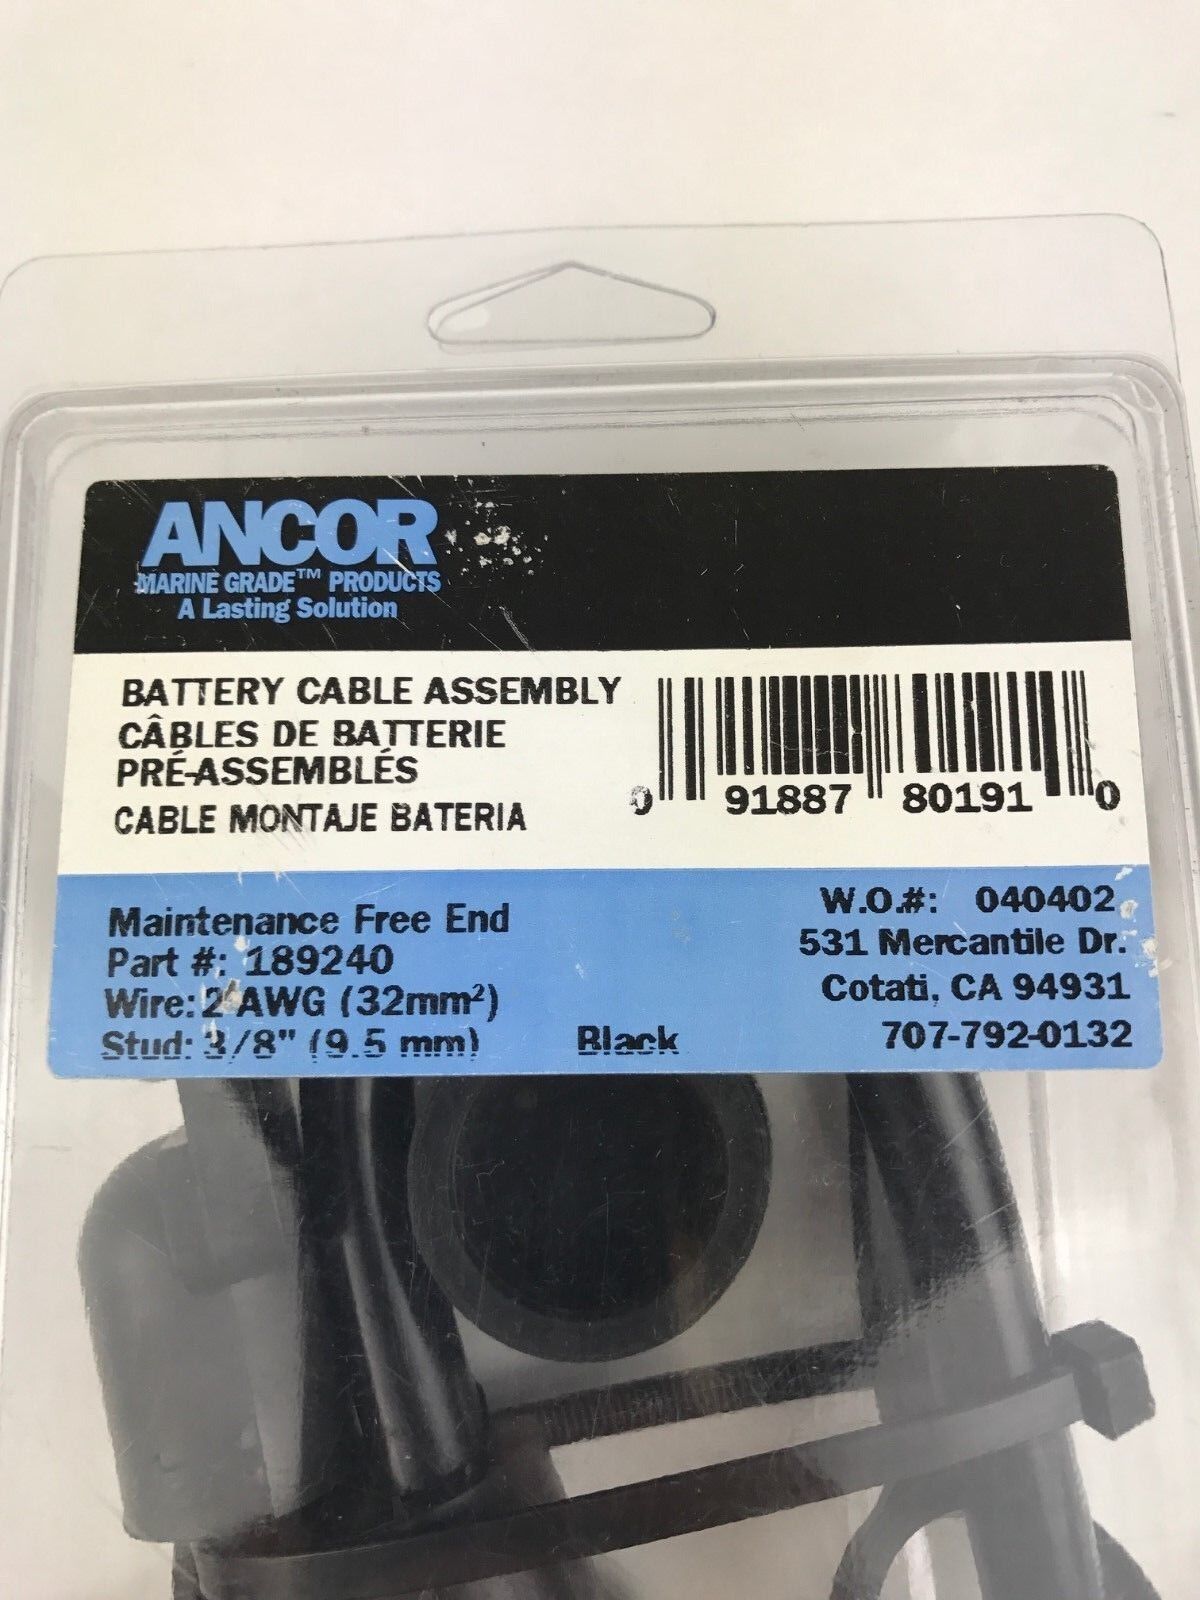 ANCOR
MARINE GRADE™ PRODUCTS
A Lasting Solution
BATTERY CABLE ASSEMBLY
CÂBLES DE BATTERIE
PRÉ-ASSEMBLÉS
CABLE MONTAJE BATERIA
0 91887 80191 0
Maintenance Free End
Part #: 189240
Wire: 2 AWG (32mm²)
Stud: 3/8" (9.5 mm) Black
W.O.#: 040402
531 Mercantile Dr.
Cotati, CA 94931
707-792-0132